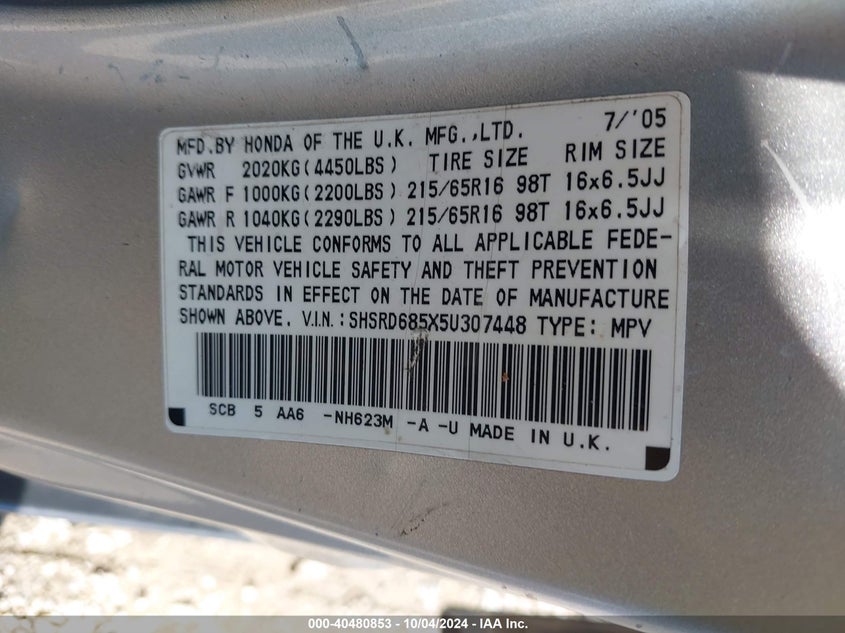 MFD.BY HONDA OF THE U.K. MFG.,LTD. 7/'05
GVWR 2020KG(4450LBS) TIRE SIZE RIM SIZE
GAWR F 1000KG(2200LBS) 215/65R16 98T 16x6.5JJ
GAWR R 1040KG(2290LBS) 215/65R16 98T 16x6.5JJ
THIS VEHICLE CONFORMS TO ALL APPLICABLE FEDE-
RAL MOTOR VEHICLE SAFETY AND THEFT PREVENTION
STANDARDS IN EFFECT ON THE DATE OF MANUFACTURE
SHOWN ABOVE. V.I.N.:SHSRD685X5U307448 TYPE: MPV
SCB 5 AA6 -NH623M -A -U MADE IN U.K.
000-40480853 - 10/04/2024 - IAA Inc.